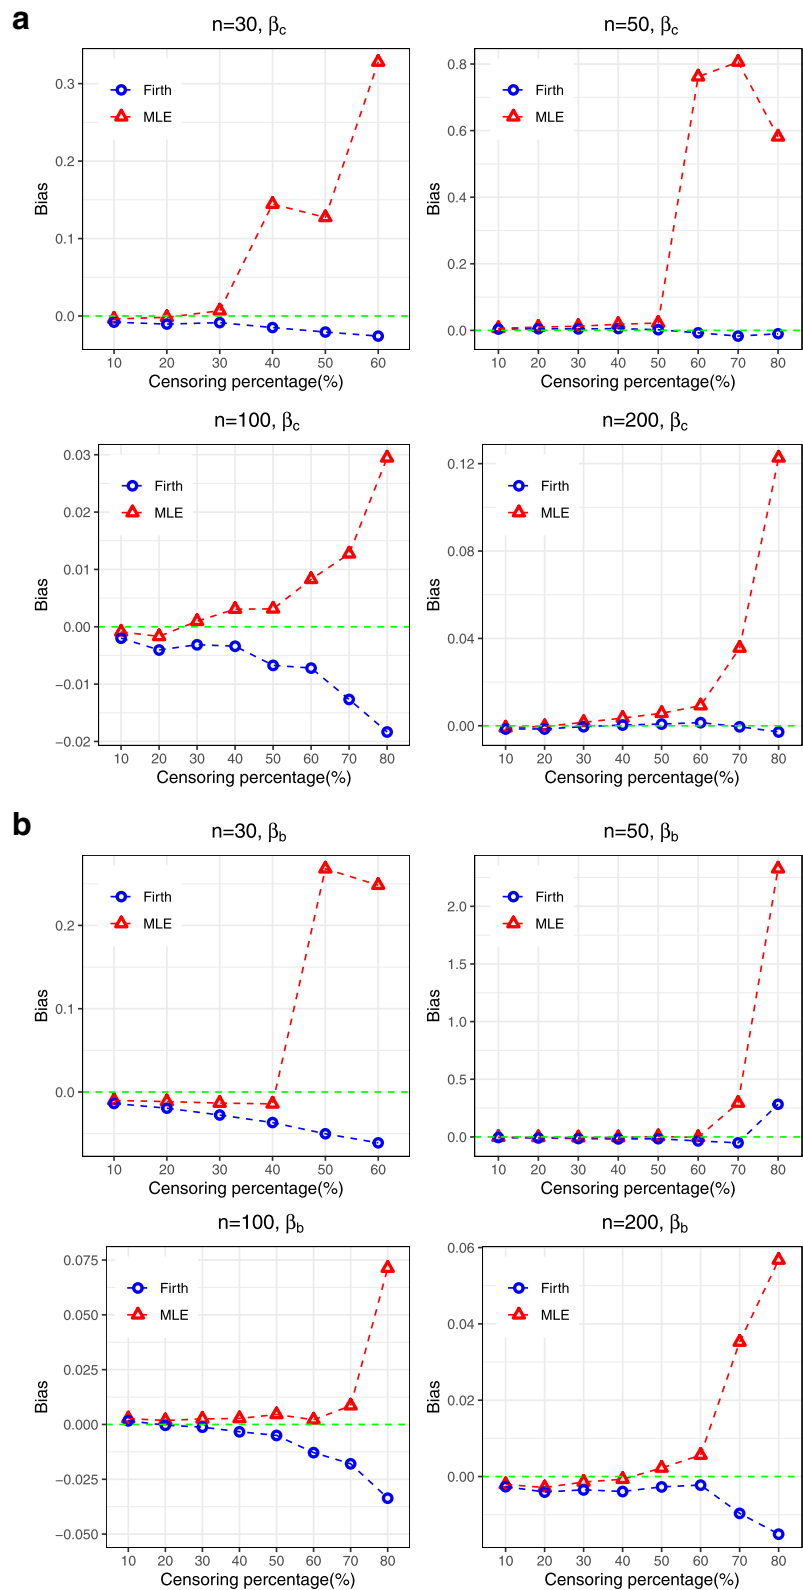 a
n=30, βc
0.3
0.2
0.1
0.0
Bias
Firth
MLE
10 20 30 40 50 60
Censoring percentage(%)
n=50, βc
0.8
0.6
0.4
0.2
0.0
Bias
Firth
MLE
10 20 30 40 50 60 70 80
Censoring percentage(%)
n=100, βc
0.03
0.02
0.01
0.00
−0.01
−0.02
Bias
Firth
MLE
10 20 30 40 50 60 70 80
Censoring percentage(%)
n=200, βc
0.12
0.08
0.04
0.00
Bias
Firth
MLE
10 20 30 40 50 60 70 80
Censoring percentage(%)
b
n=30, βb
0.2
0.1
0.0
Bias
Firth
MLE
10 20 30 40 50 60
Censoring percentage(%)
n=50, βb
2.0
1.5
1.0
0.5
0.0
Bias
Firth
MLE
10 20 30 40 50 60 70 80
Censoring percentage(%)
n=100, βb
0.075
0.050
0.025
0.000
−0.025
−0.050
Bias
Firth
MLE
10 20 30 40 50 60 70 80
Censoring percentage(%)
n=200, βb
0.06
0.04
0.02
0.00
Bias
Firth
MLE
10 20 30 40 50 60 70 80
Censoring percentage(%)